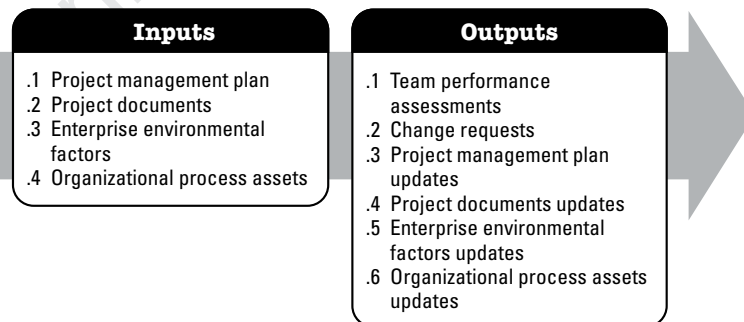 Inputs
.1 Project management plan
.2 Project documents
.3 Enterprise environmental
factors
.4 Organizational process assets
Outputs
.1 Team performance
assessments
.2 Change requests
.3 Project management plan
updates
.4 Project documents updates
.5 Enterprise environmental
factors updates
.6 Organizational process assets
updates